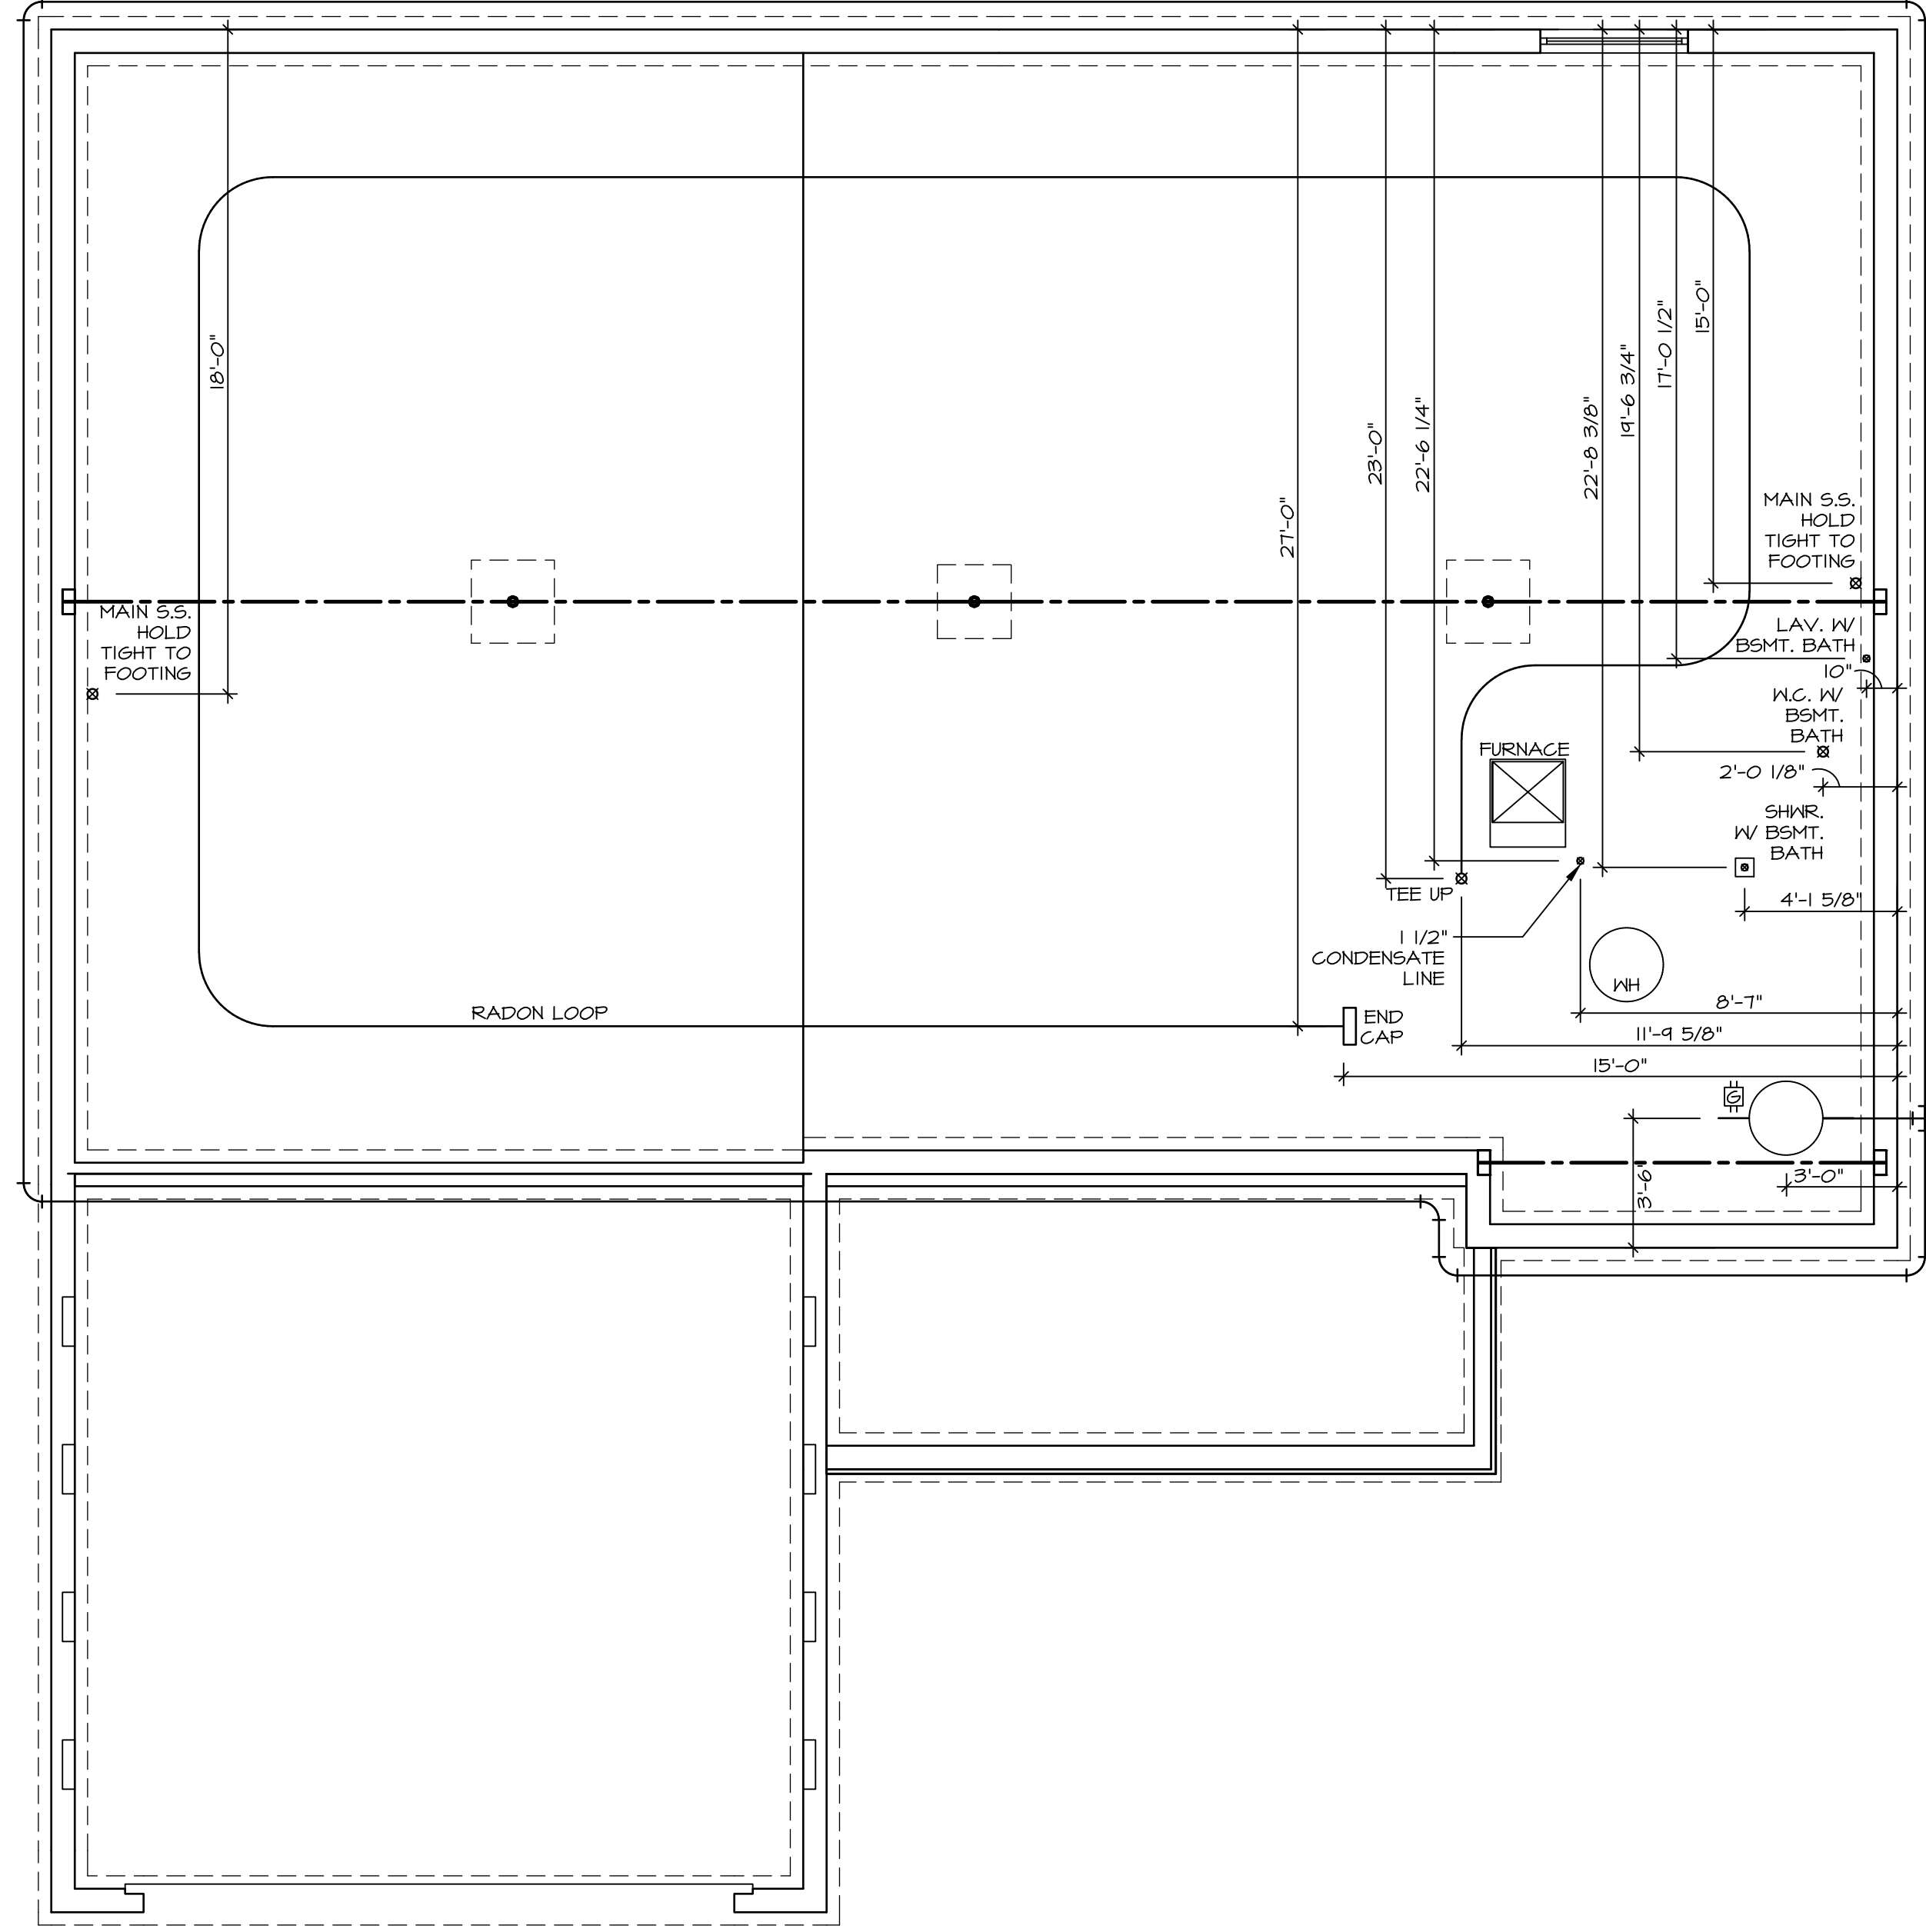 18'-0"
27'-0"
23'-0"
22'-6 1/4"
22'-8 3/8"
19'-6 3/4"
17'-0 1/2"
15'-0"
MAIN S.S.
HOLD
TIGHT TO
FOOTING
MAIN S.S.
HOLD
TIGHT TO
FOOTING
LAV. W/
BSMT. BATH
10"
W.C. W/
BSMT.
BATH
FURNACE
2'-0 1/8"
SHWR.
W/ BSMT.
BATH
TEE UP
4'-1 5/8"
1 1/2"
CONDENSATE
LINE
WH
8'-7"
RADON LOOP
END
CAP
11'-9 5/8"
15'-0"
G
3'-6"
3'-0"